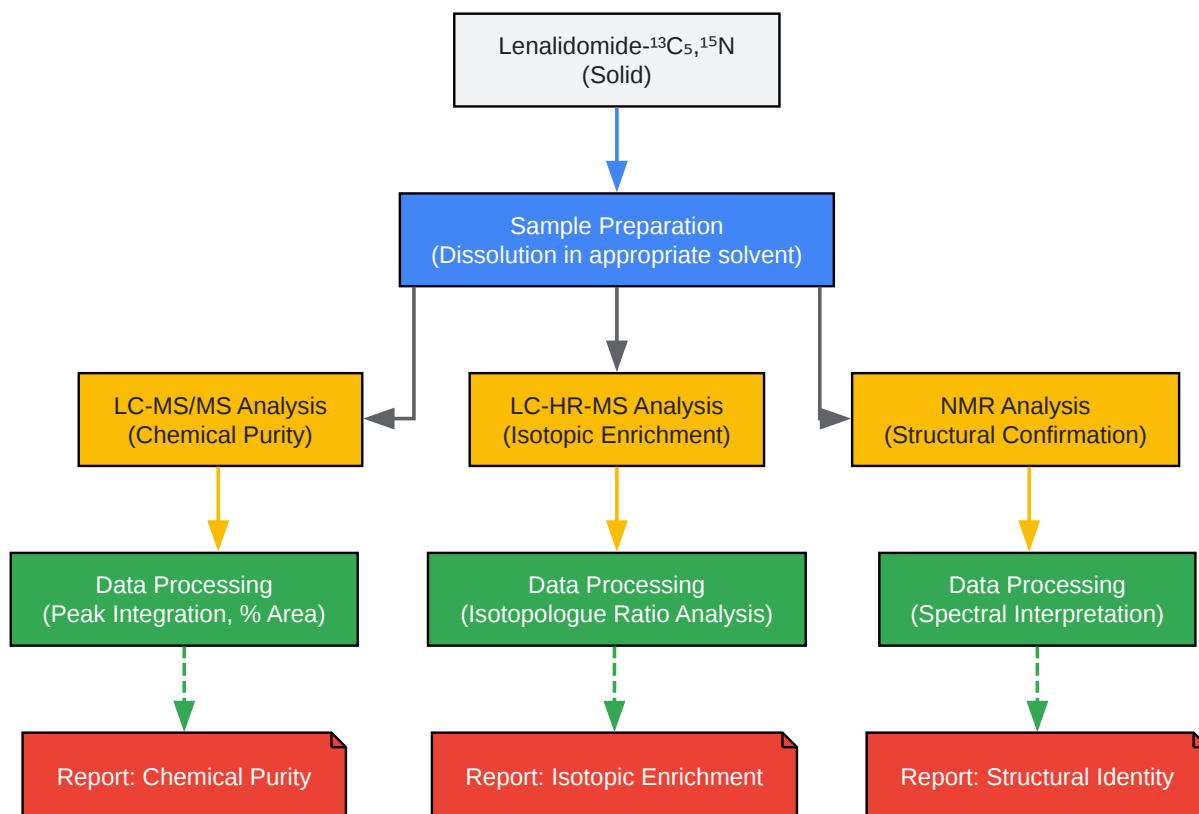 Lenalidomide-¹³C₅,¹⁵N
(Solid)
Sample Preparation
(Dissolution in appropriate solvent)
LC-MS/MS Analysis
(Chemical Purity)
LC-HR-MS Analysis
(Isotopic Enrichment)
NMR Analysis
(Structural Confirmation)
Data Processing
(Peak Integration, % Area)
Data Processing
(Isotopologue Ratio Analysis)
Data Processing
(Spectral Interpretation)
Report: Chemical Purity
Report: Isotopic Enrichment
Report: Structural Identity